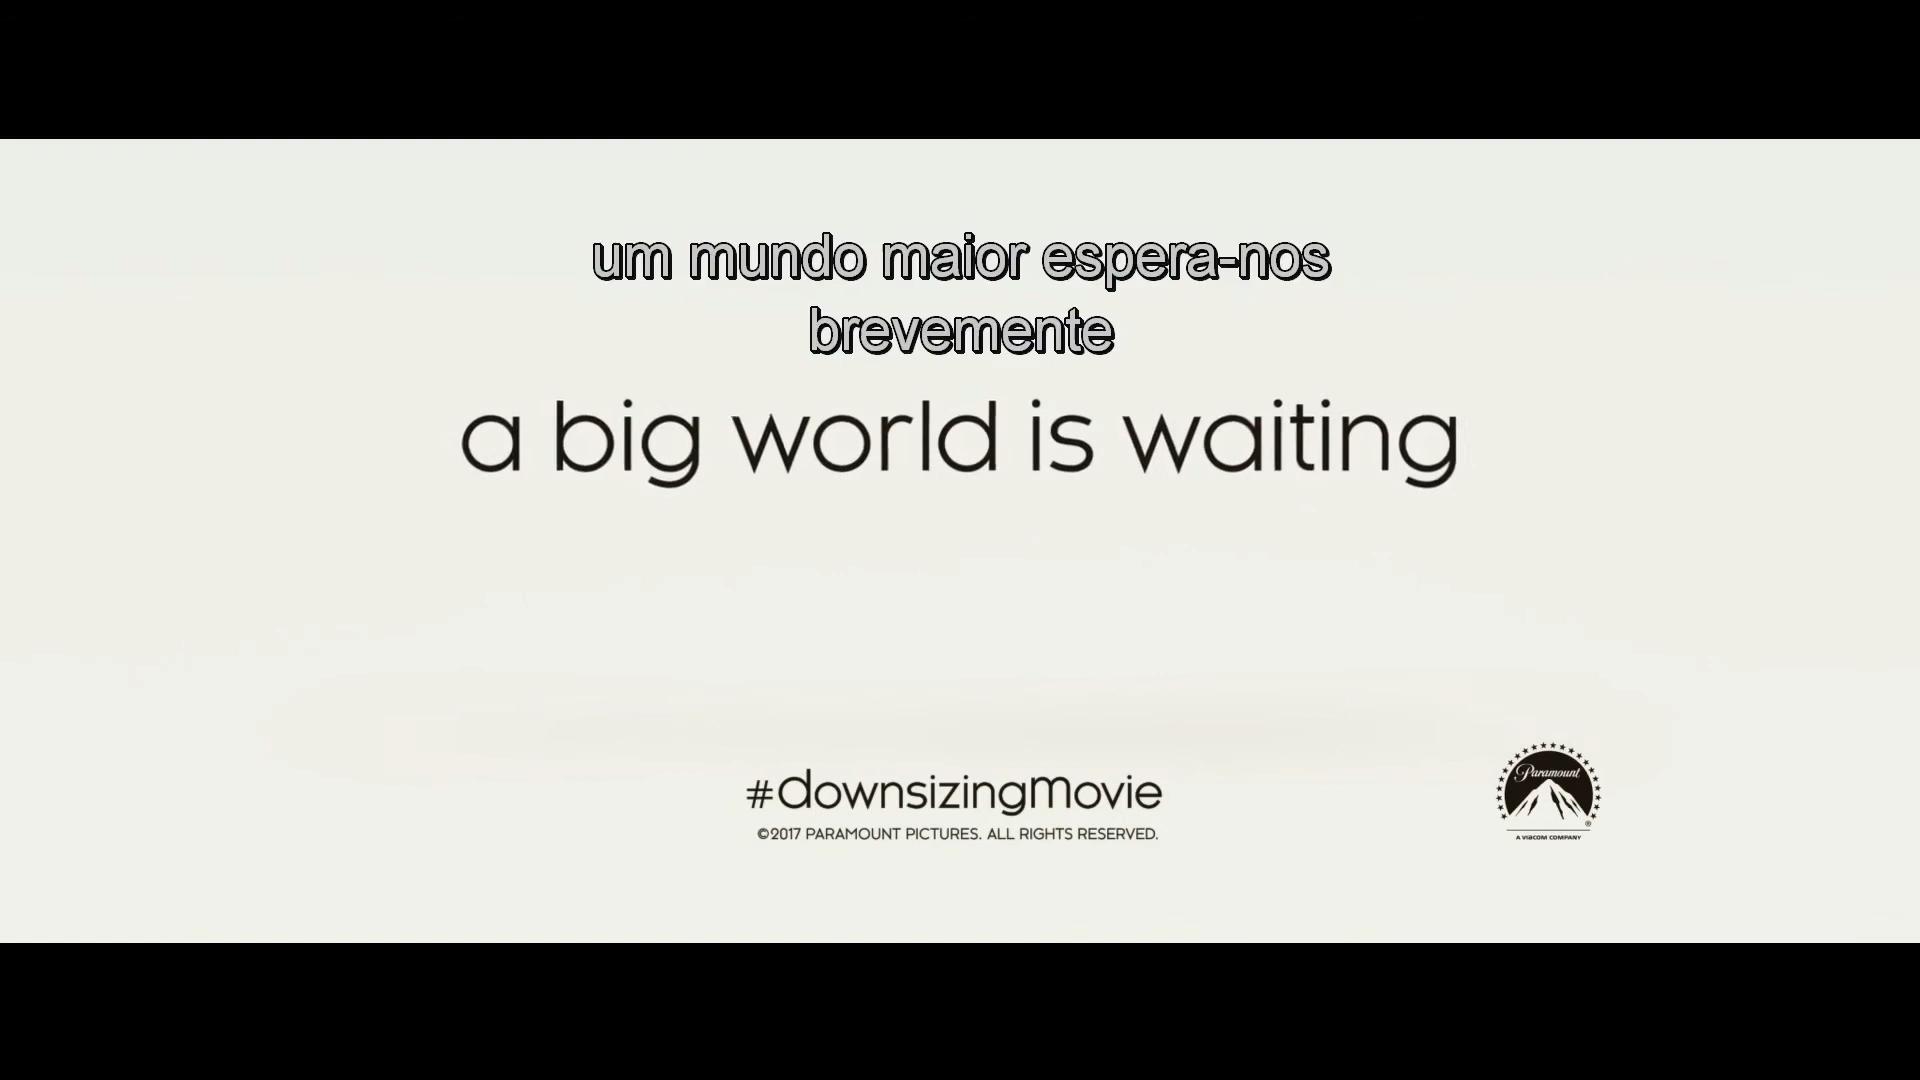 um mundo maior espera-nos
brevemente
a big world is waiting
#downsizingmovie
©2017 PARAMOUNT PICTURES. ALL RIGHTS RESERVED.
Paramount
®
A VIACOM COMPANY